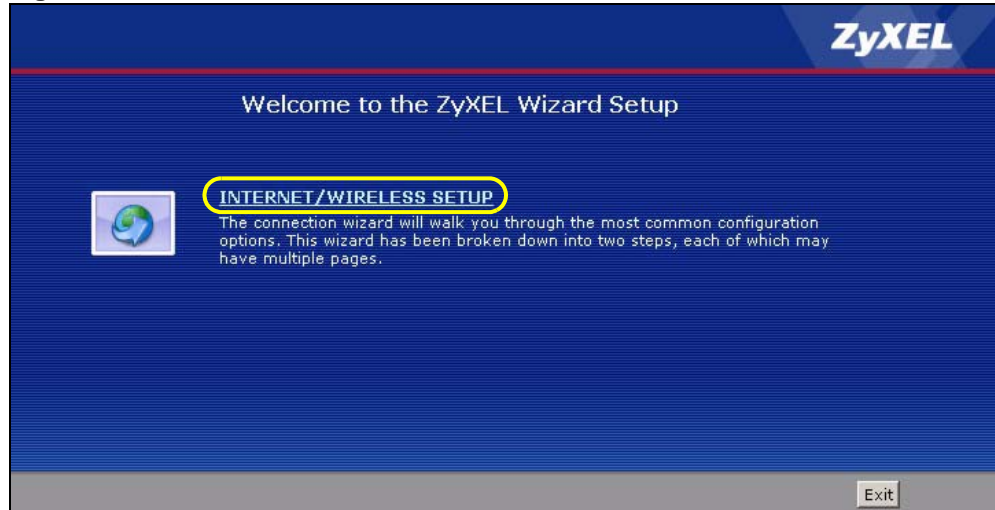 ZyXEL
Welcome to the ZyXEL Wizard Setup
INTERNET/WIRELESS SETUP
The connection wizard will walk you through the most common configuration
options. This wizard has been broken down into two steps, each of which may
have multiple pages.
Exit